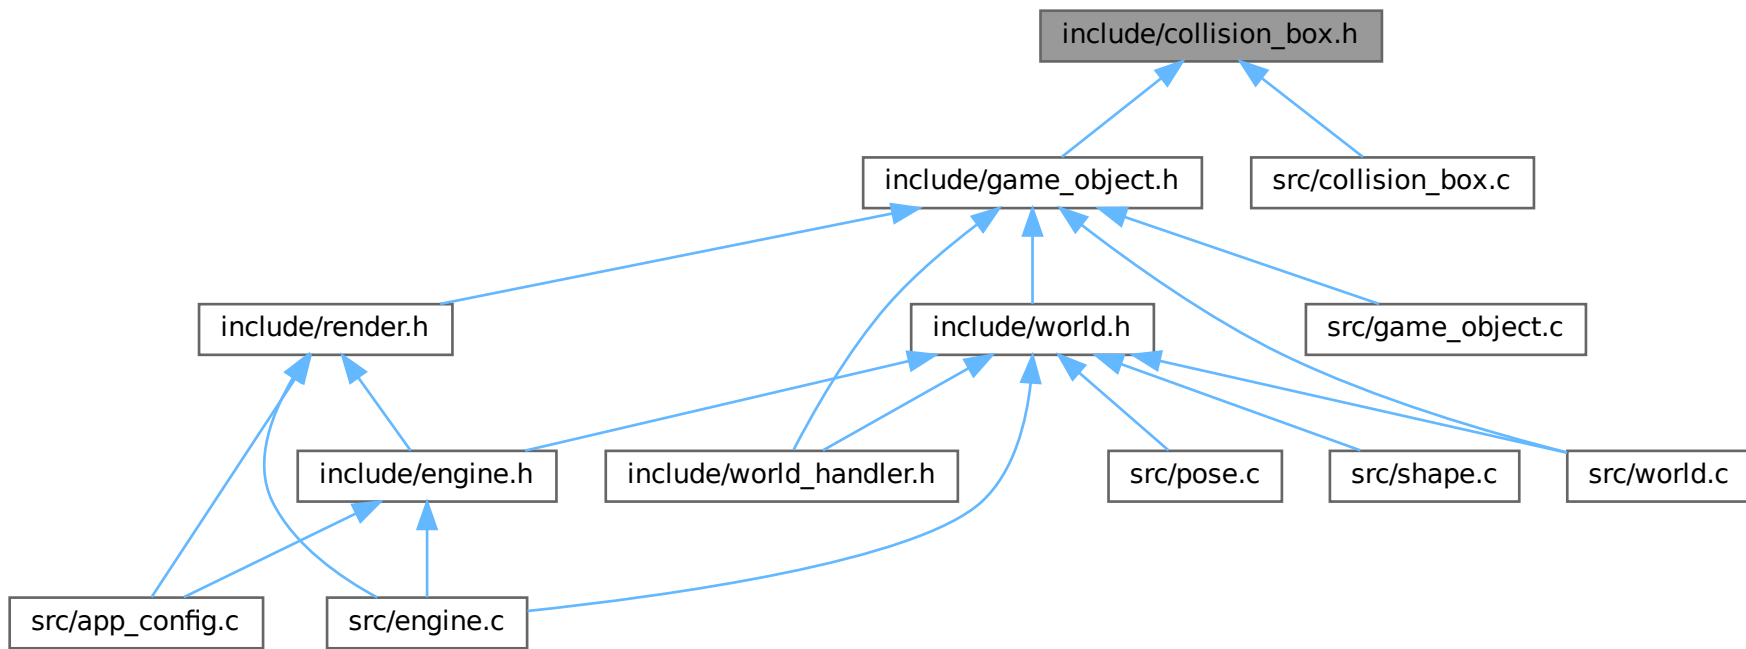 include/collision_box.h
include/game_object.h
src/collision_box.c
include/render.h
include/world.h
src/game_object.c
include/engine.h
include/world_handler.h
src/pose.c
src/shape.c
src/world.c
src/app_config.c
src/engine.c